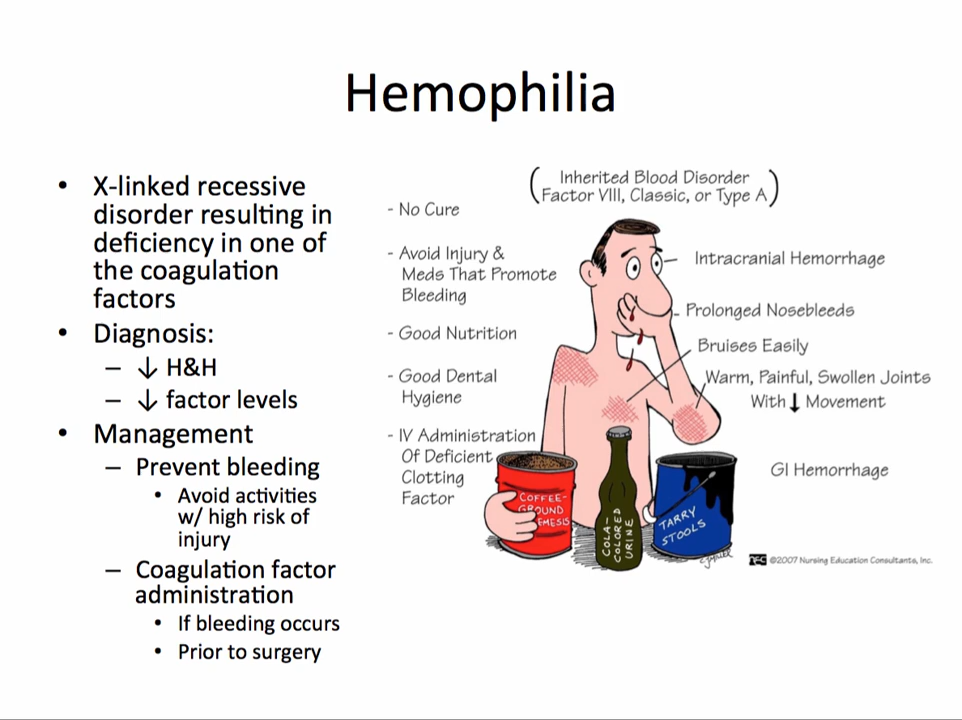 Hemophilia
• X-linked recessive
disorder resulting in
deficiency in one of
the coagulation
factors
• Diagnosis:
– ↓ H&H
– ↓ factor levels
• Management
– Prevent bleeding
• Avoid activities
w/ high risk of
injury
– Coagulation factor
administration
• If bleeding occurs
• Prior to surgery
(Inherited Blood Disorder
Factor VIII, Classic, or Type A)
- No Cure
- Avoid Injury &
Meds That Promote
Bleeding
- Good Nutrition
- Good Dental
Hygiene
- IV Administration
Of Deficient
Clotting
Factor
Intracranial Hemorrhage
Prolonged Nosebleeds
Bruises Easily
Warm, Painful, Swollen Joints
With ↓ Movement
GI Hemorrhage
COFFEE-
GROUND
EMESIS
COLA-
COLORED
URINE
TARRY
STOOLS
NEC ©2007 Nursing Education Consultants, Inc.